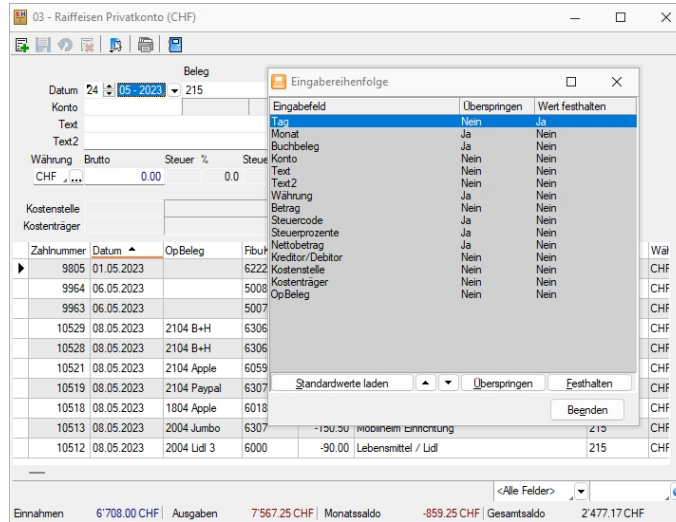 03 - Raiffeisen Privatkonto (CHF)
Beleg
Datum 24 05 - 2023 215
Konto
Text
Text2
Währung Brutto Steuer %
CHF ... 0.00 0.0
Kostenstelle
Kostenträger
Eingabereihenfolge
Eingabefeld Überspringen Wert festhalten
Tag Nein Ja
Monat Ja Nein
Buchbeleg Ja Nein
Konto Nein Nein
Text Nein Nein
Text2 Nein Nein
Währung Ja Nein
Betrag Nein Nein
Steuercode Ja Nein
Steuerprozente Ja Nein
Nettobetrag Ja Nein
Kreditor/Debitor Nein Nein
Kostenstelle Nein Nein
Kostenträger Nein Nein
OpBeleg Nein Nein
Standardwerte laden Überspringen Festhalten
Beenden
Zahlnummer Datum OpBeleg
9805 01.05.2023 6222 CHF
9964 06.05.2023 5008 CHF
9963 06.05.2023 5007 CHF
10529 08.05.2023 2104 B+H 6306 CHF
10528 08.05.2023 2104 B+H 6306 CHF
10521 08.05.2023 2104 Apple 6059 CHF
10519 08.05.2023 2104 Paypal 6307 CHF
10518 08.05.2023 1804 Apple 6018 CHF
10513 08.05.2023 2004 Jumbo 6307 -150.50 Mobilheim Einrichtung 215 CHF
10512 08.05.2023 2004 Lidl 3 6000 -90.00 Lebensmittel / Lidl 215 CHF
<Alle Felder>
Einnahmen 6'708.00 CHF Ausgaben 7'567.25 CHF Monatssaldo -859.25 CHF Gesamtsaldo 2'477.17 CHF